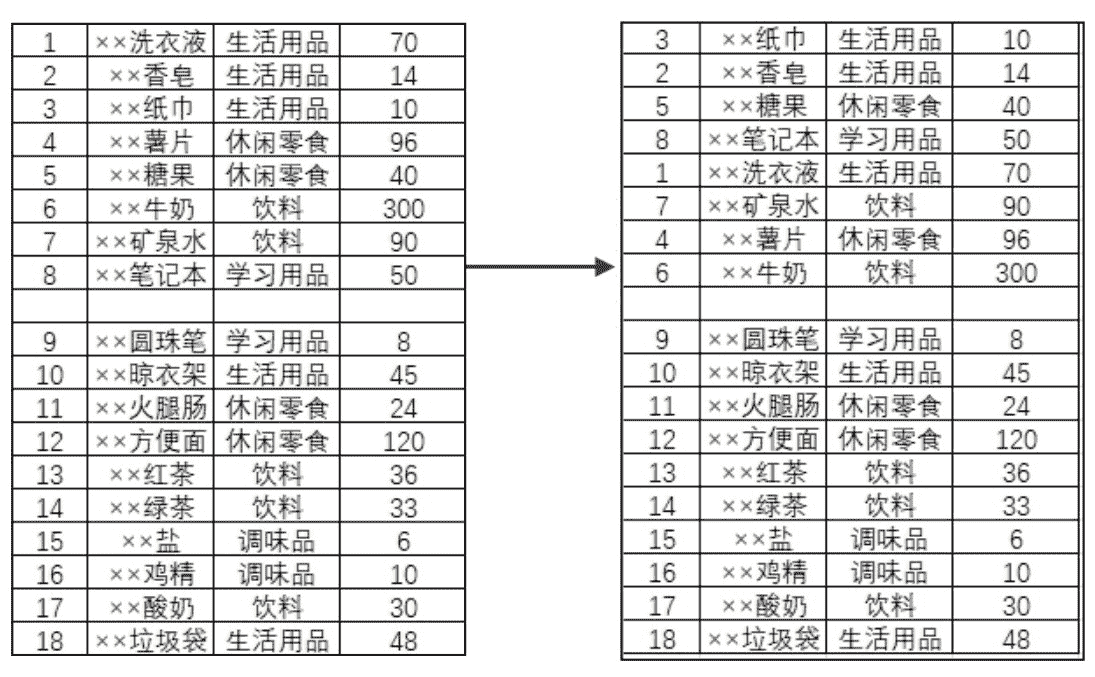 1 ××洗衣液 生活用品 70
2 ××香皂 生活用品 14
3 ××纸巾 生活用品 10
4 ××薯片 休闲零食 96
5 ××糖果 休闲零食 40
6 ××牛奶 饮料 300
7 ××矿泉水 饮料 90
8 ××笔记本 学习用品 50
9 ××圆珠笔 学习用品 8
10 ××晾衣架 生活用品 45
11 ××火腿肠 休闲零食 24
12 ××方便面 休闲零食 120
13 ××红茶 饮料 36
14 ××绿茶 饮料 33
15 ××盐 调味品 6
16 ××鸡精 调味品 10
17 ××酸奶 饮料 30
18 ××垃圾袋 生活用品 48
3 ××纸巾 生活用品 10
2 ××香皂 生活用品 14
5 ××糖果 休闲零食 40
8 ××笔记本 学习用品 50
1 ××洗衣液 生活用品 70
7 ××矿泉水 饮料 90
4 ××薯片 休闲零食 96
6 ××牛奶 饮料 300
9 ××圆珠笔 学习用品 8
10 ××晾衣架 生活用品 45
11 ××火腿肠 休闲零食 24
12 ××方便面 休闲零食 120
13 ××红茶 饮料 36
14 ××绿茶 饮料 33
15 ××盐 调味品 6
16 ××鸡精 调味品 10
17 ××酸奶 饮料 30
18 ××垃圾袋 生活用品 48